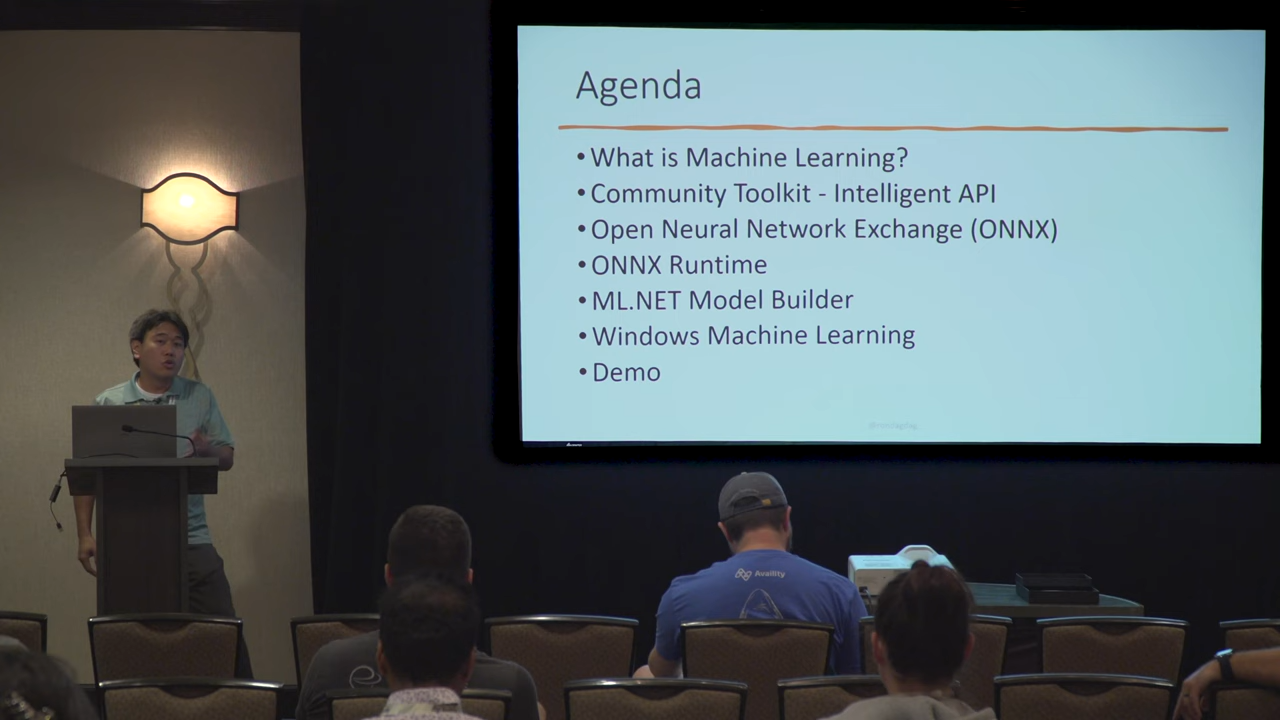 Agenda
• What is Machine Learning?
• Community Toolkit - Intelligent API
• Open Neural Network Exchange (ONNX)
• ONNX Runtime
• ML.NET Model Builder
• Windows Machine Learning
• Demo
Availity